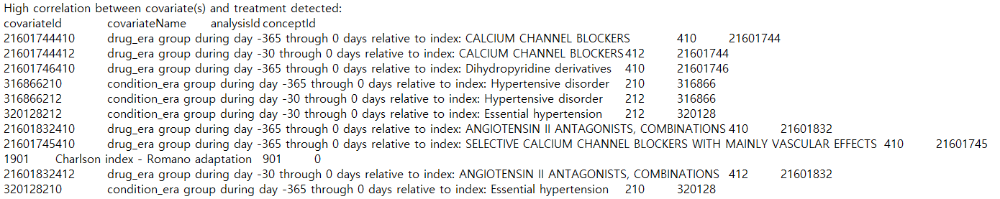 High correlation between covariate(s) and treatment detected:
covariateId covariateName analysisId conceptId
21601744410 drug_era group during day -365 through 0 days relative to index: CALCIUM CHANNEL BLOCKERS 410 21601744
21601744412 drug_era group during day -30 through 0 days relative to index: CALCIUM CHANNEL BLOCKERS 412 21601744
21601746410 drug_era group during day -365 through 0 days relative to index: Dihydropyridine derivatives 410 21601746
316866210 condition_era group during day -365 through 0 days relative to index: Hypertensive disorder 210 316866
316866212 condition_era group during day -30 through 0 days relative to index: Hypertensive disorder 212 316866
320128212 condition_era group during day -30 through 0 days relative to index: Essential hypertension 212 320128
21601832410 drug_era group during day -365 through 0 days relative to index: ANGIOTENSIN II ANTAGONISTS, COMBINATIONS 410 21601832
21601745410 drug_era group during day -365 through 0 days relative to index: SELECTIVE CALCIUM CHANNEL BLOCKERS WITH MAINLY VASCULAR EFFECTS 410 21601745
1901 Charlson index - Romano adaptation 901 0
21601832412 drug_era group during day -30 through 0 days relative to index: ANGIOTENSIN II ANTAGONISTS, COMBINATIONS 412 21601832
320128210 condition_era group during day -365 through 0 days relative to index: Essential hypertension 210 320128